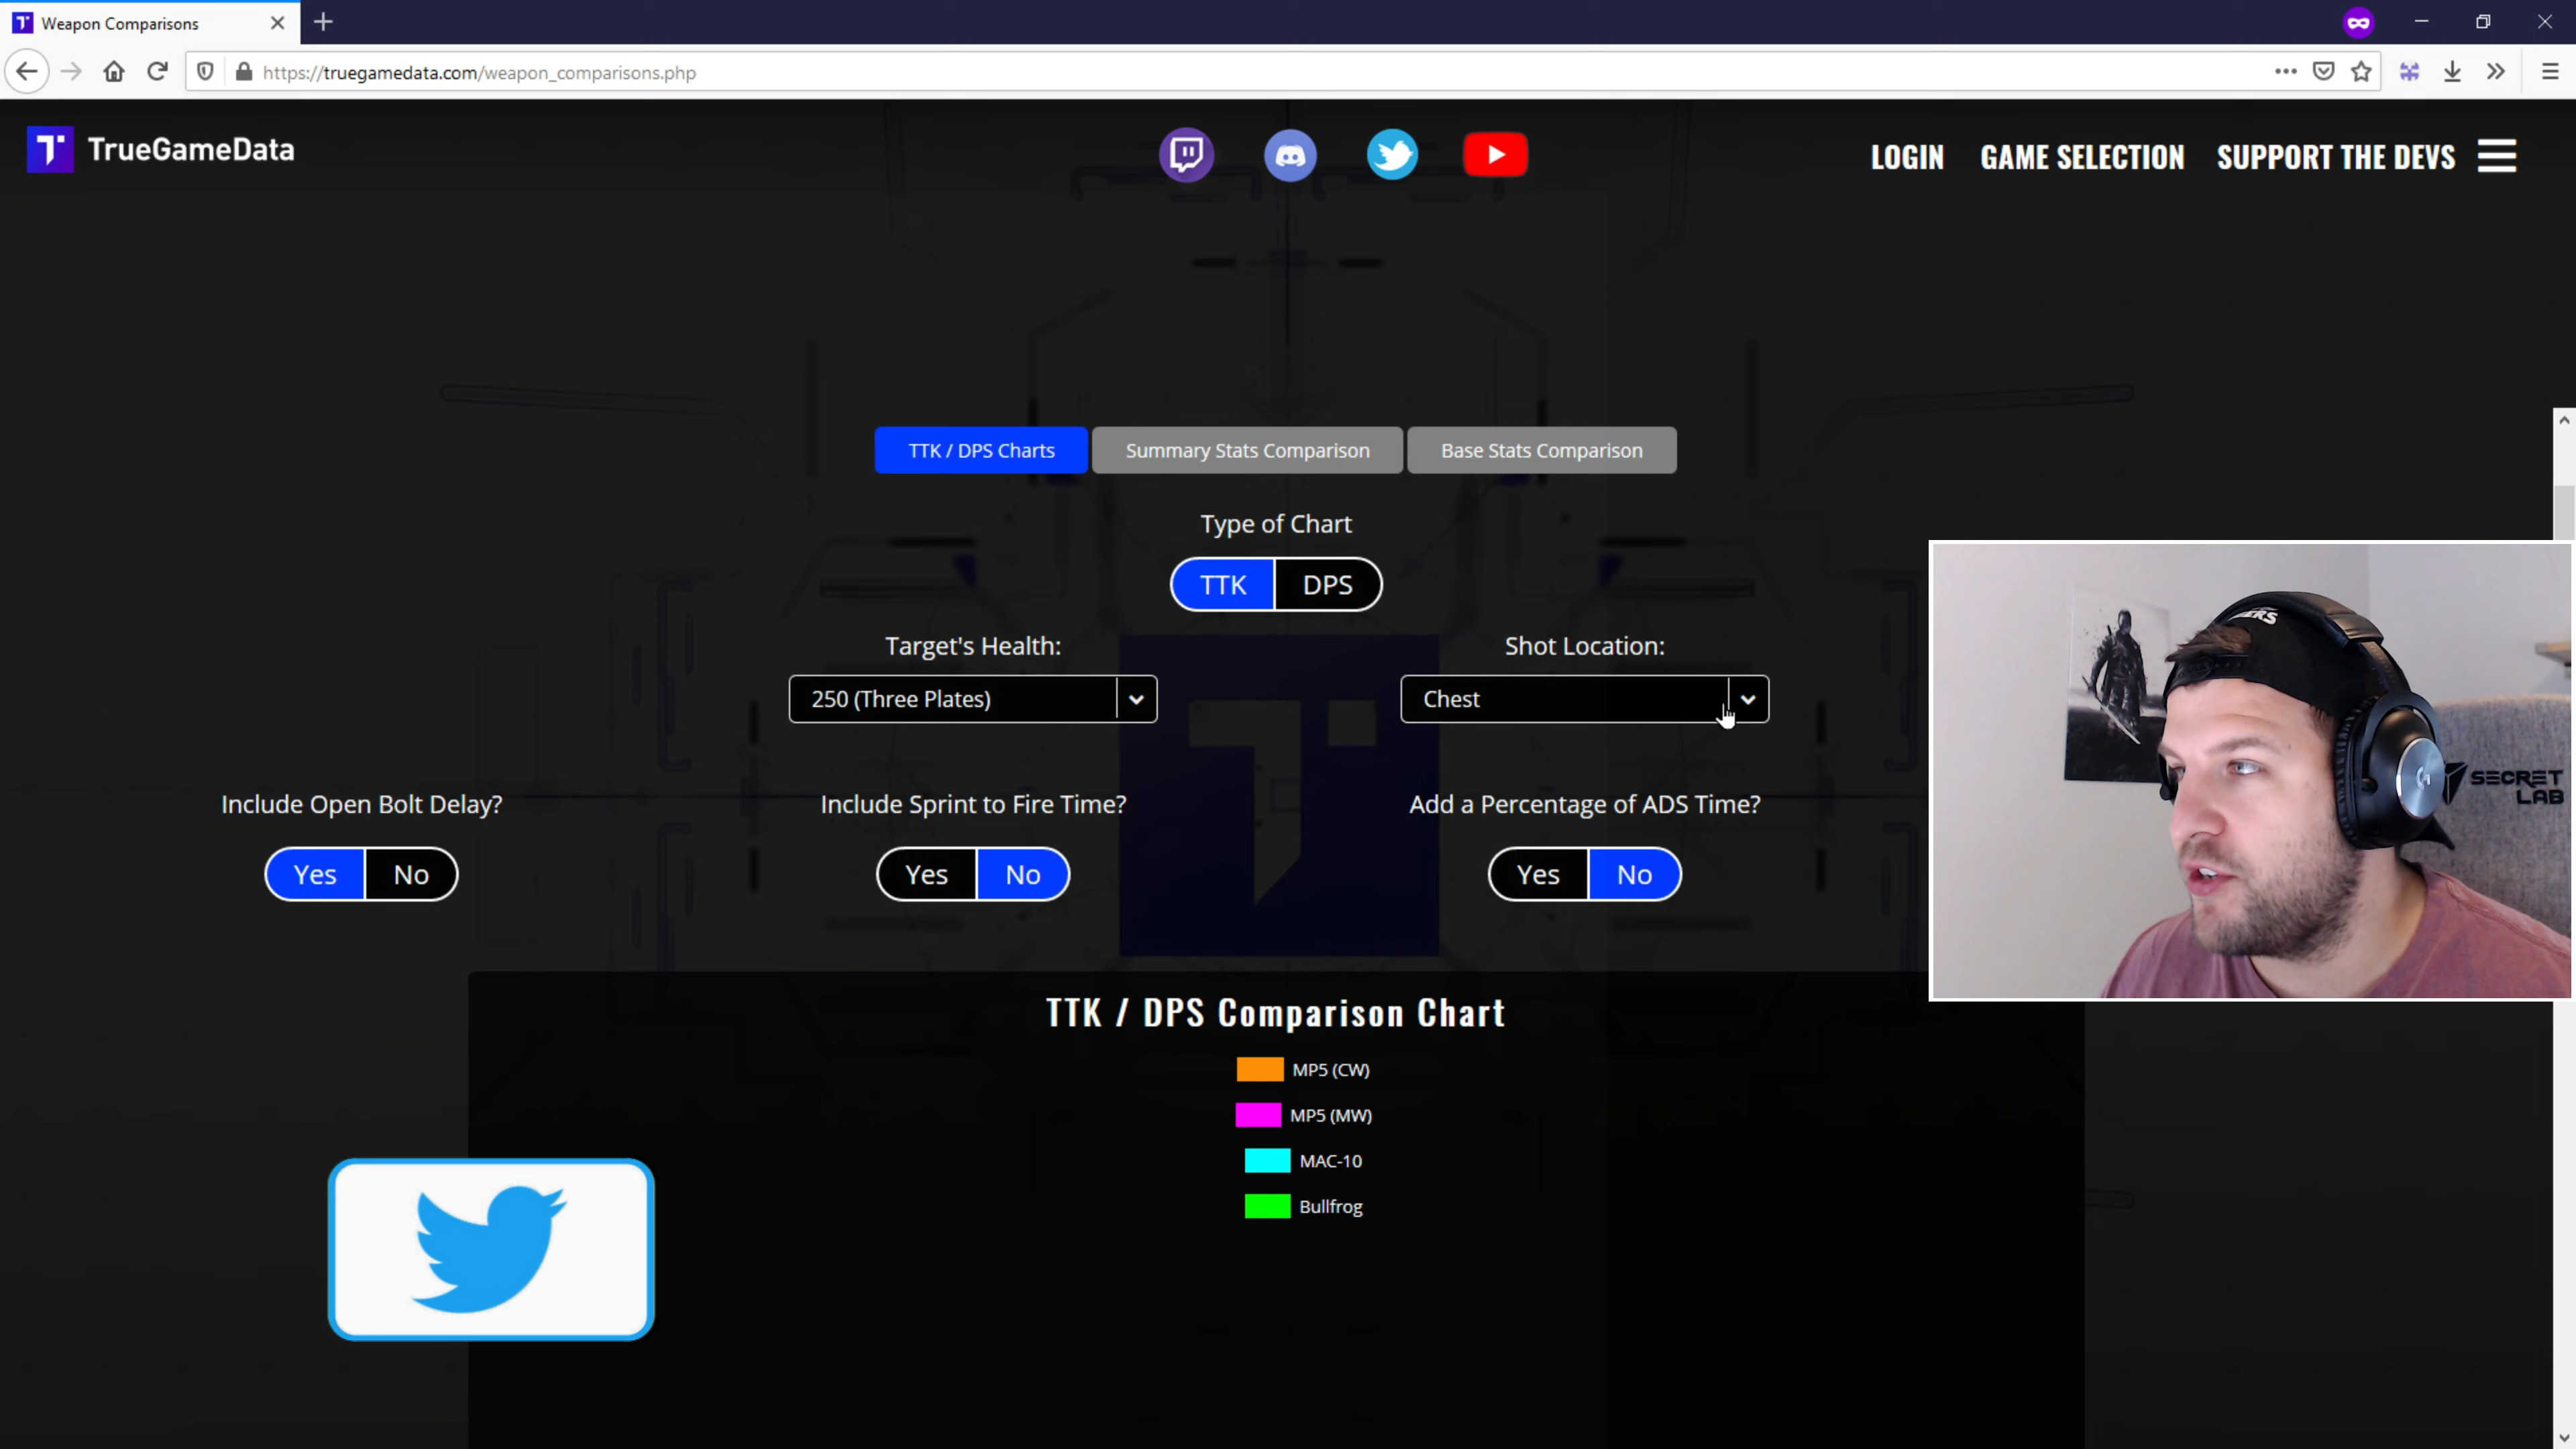 Weapon Comparisons
https://truegamedata.com/weapon_comparisons.php
TrueGameData
LOGIN GAME SELECTION SUPPORT THE DEVS
TTK / DPS Charts Summary Stats Comparison Base Stats Comparison
Type of Chart
TTK DPS
Target's Health: Shot Location:
250 (Three Plates) Chest
Include Open Bolt Delay? Include Sprint to Fire Time? Add a Percentage of ADS Time?
Yes No Yes No Yes No
SECRET
LAB
TTK / DPS Comparison Chart
MP5 (CW)
MP5 (MW)
MAC-10
Bullfrog